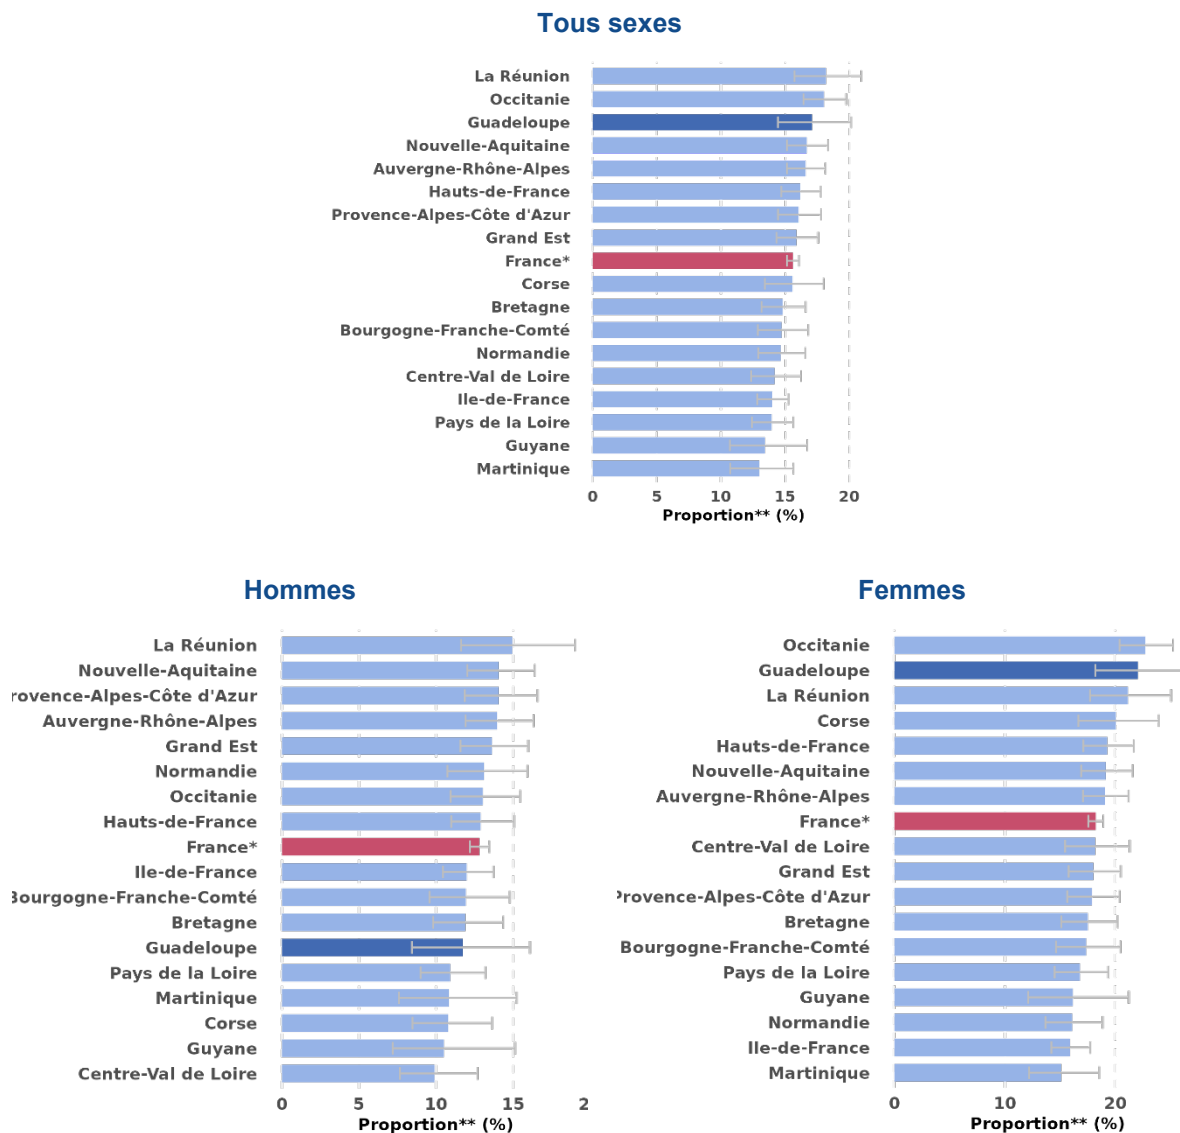 Tous sexes
La Réunion
Occitanie
Guadeloupe
Nouvelle-Aquitaine
Auvergne-Rhône-Alpes
Hauts-de-France
Provence-Alpes-Côte d'Azur
Grand Est
France*
Corse
Bretagne
Bourgogne-Franche-Comté
Normandie
Centre-Val de Loire
Ile-de-France
Pays de la Loire
Guyane
Martinique
0 5 10 15 20
Proportion** (%)
Hommes
La Réunion
Nouvelle-Aquitaine
rovence-Alpes-Côte d'Azur
Auvergne-Rhône-Alpes
Grand Est
Normandie
Occitanie
Hauts-de-France
France*
Ile-de-France
Bourgogne-Franche-Comté
Bretagne
Guadeloupe
Pays de la Loire
Martinique
Corse
Guyane
Centre-Val de Loire
0 5 10 15 2
Proportion** (%)
Femmes
Occitanie
Guadeloupe
La Réunion
Corse
Hauts-de-France
Nouvelle-Aquitaine
Auvergne-Rhône-Alpes
France*
Centre-Val de Loire
Grand Est
Provence-Alpes-Côte d'Azur
Bretagne
Bourgogne-Franche-Comté
Pays de la Loire
Guyane
Normandie
Ile-de-France
Martinique
0 10 20
Proportion** (%)